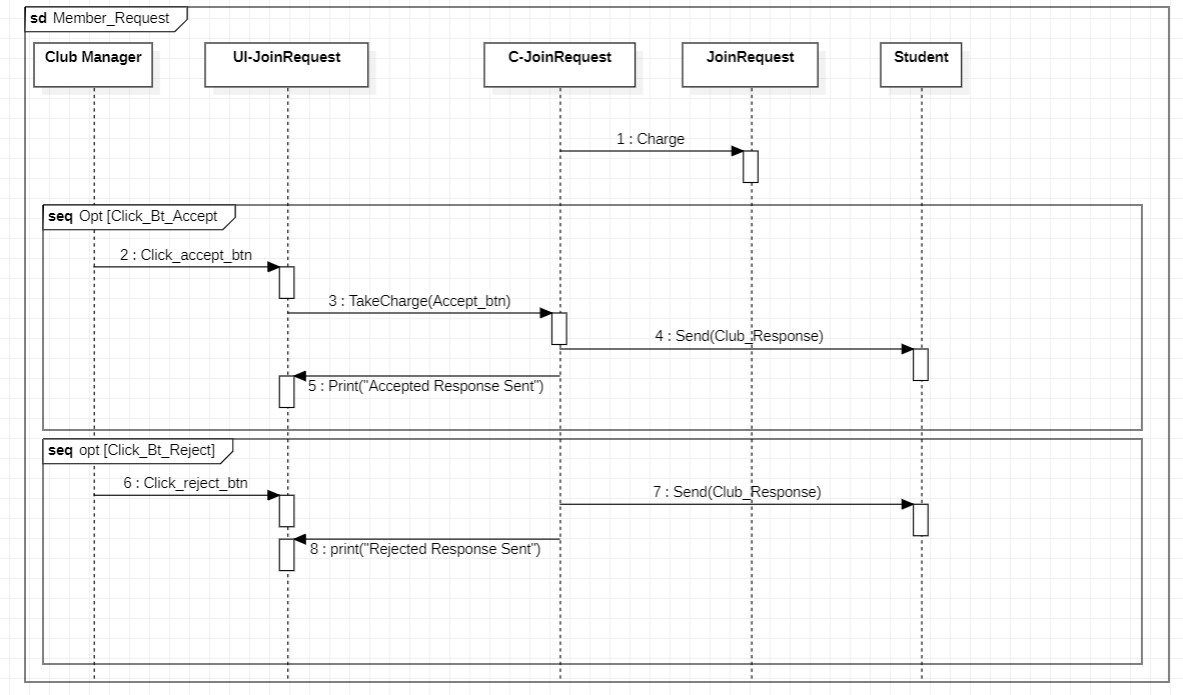 sd Member_Request
Club Manager
UI-JoinRequest
C-JoinRequest
JoinRequest
Student
1 : Charge
seq Opt [Click_Bt_Accept
2 : Click_accept_btn
3 : TakeCharge(Accept_btn)
4 : Send(Club_Response)
5 : Print("Accepted Response Sent")
seq opt [Click_Bt_Reject]
6 : Click_reject_btn
7 : Send(Club_Response)
8 : print("Rejected Response Sent")